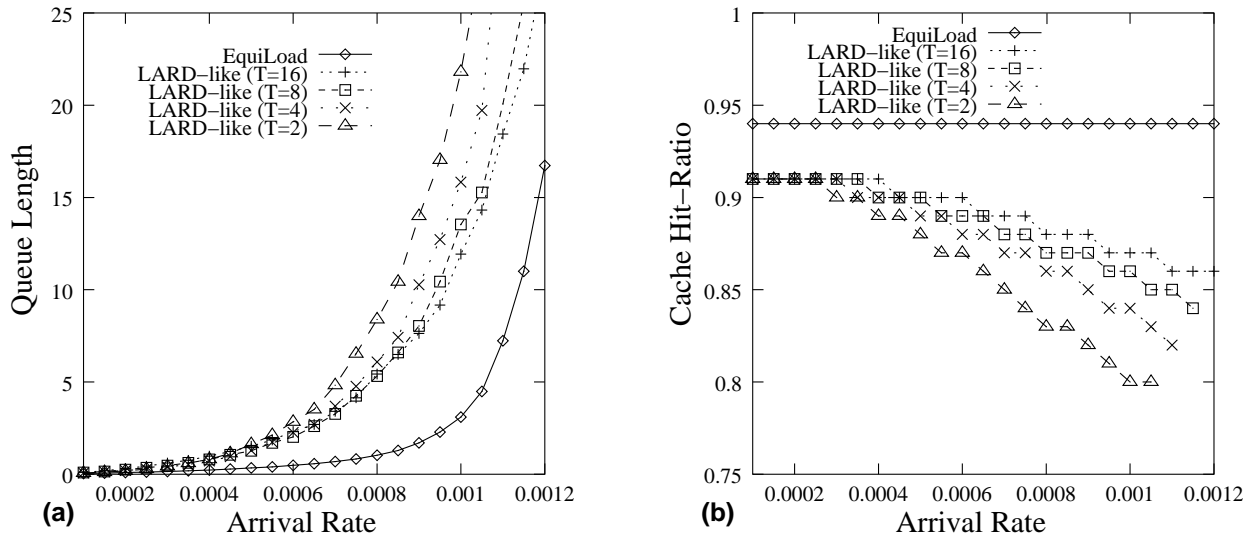 25
20
15
10
5
0
Queue Length
EquiLoad
LARD-like (T=16)
LARD-like (T=8)
LARD-like (T=4)
LARD-like (T=2)
0.0002 0.0004 0.0006 0.0008 0.001 0.0012
(a) Arrival Rate
1
0.95
0.9
0.85
0.8
0.75
Cache Hit-Ratio
EquiLoad
LARD-like (T=16)
LARD-like (T=8)
LARD-like (T=4)
LARD-like (T=2)
0.0002 0.0004 0.0006 0.0008 0.001 0.0012
(b) Arrival Rate